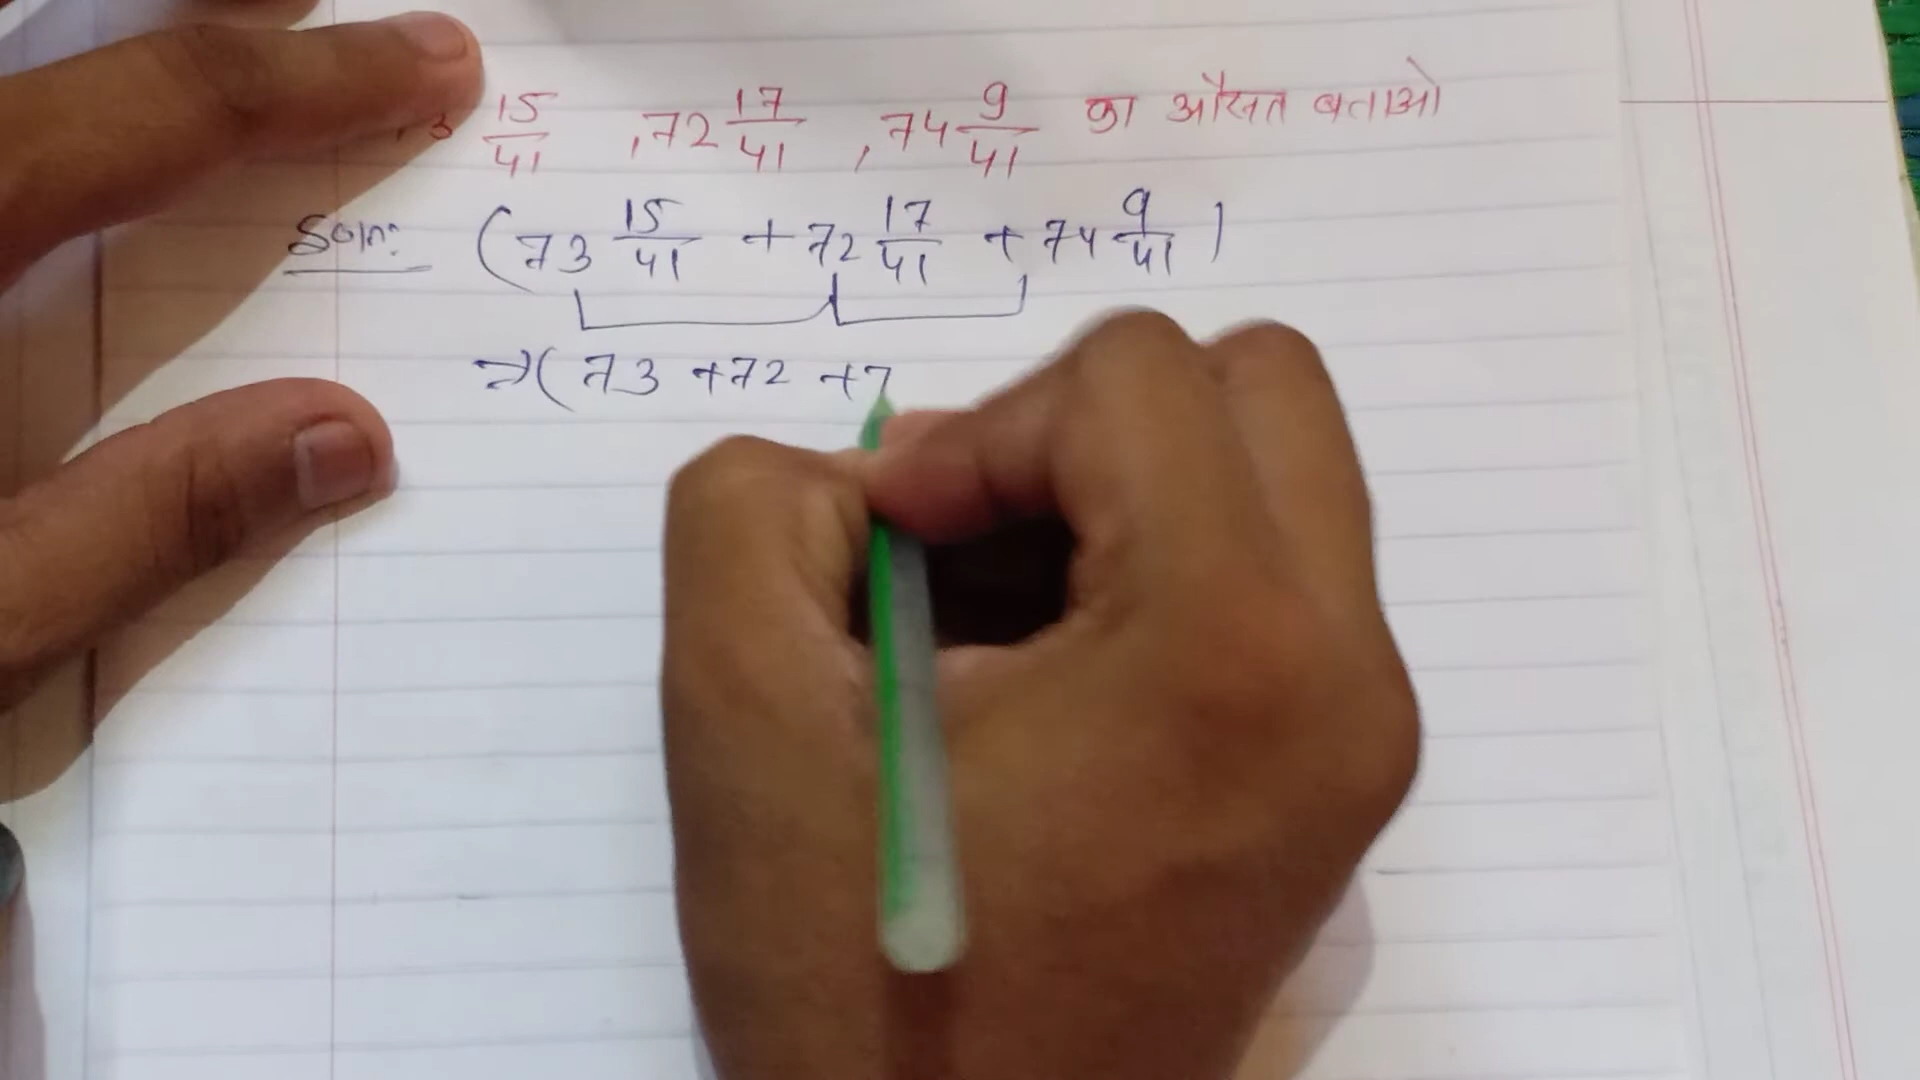 3 15/41 , 72 17/41 , 74 9/41 का औसत बताओ
Soln: (73 15/41 + 72 17/41 + 74 9/41)
⇒ ( 73 + 72 + 7